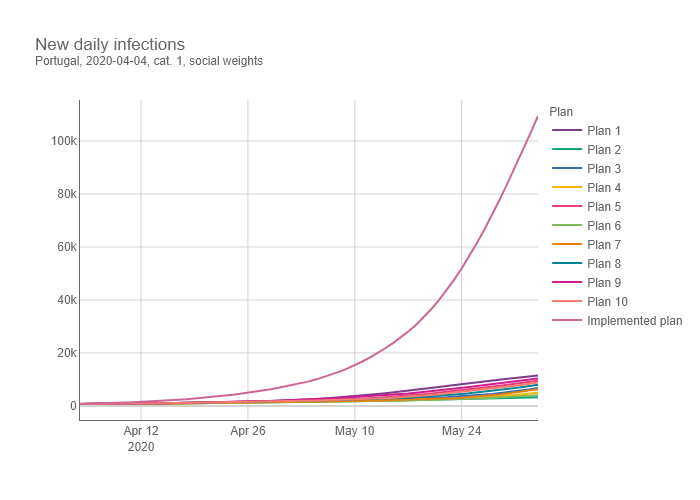 New daily infections
Portugal, 2020-04-04, cat. 1, social weights
100k
80k
60k
40k
20k
0
Apr 12
2020
Apr 26
May 10
May 24
Plan
Plan 1
Plan 2
Plan 3
Plan 4
Plan 5
Plan 6
Plan 7
Plan 8
Plan 9
Plan 10
Implemented plan